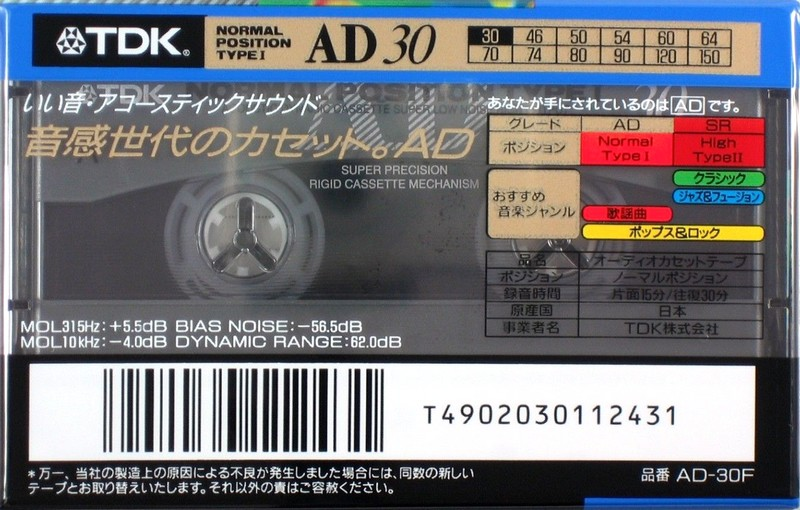 TDK®
NORMAL
POSITION
TYPE I
AD 30
30 46 50 54 60 64
70 74 80 90 120 150
いい音・アコースティックサウンド
音感世代のカセット。AD
SUPER PRECISION
RIGID CASSETTE MECHANISM
あなたが手にされているのは AD です。
グレード AD SR
ポジション Normal Type I High Type II
おすすめ
音楽ジャンル
クラシック
ジャズ&フュージョン
歌謡曲
ポップス&ロック
品名 オーディオカセットテープ
ポジション ノーマルポジション
録音時間 片面15分/往復30分
原産国 日本
事業者名 TDK株式会社
MOL315Hz:+5.5dB BIAS NOISE:−56.5dB
MOL10kHz:−4.0dB DYNAMIC RANGE:62.0dB
T4902030112431
*万一、当社の製造上の原因による不良が発生しました場合には、同数の新しい
テープとお取り替えいたします。それ以外の責はご容赦ください。
品番 AD-30F